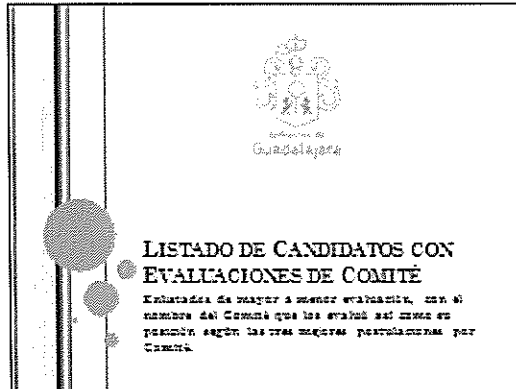 Gobierno de
Guadalajara
LISTADO DE CANDIDATOS CON
EVALUACIONES DE COMITÉ
Enlistados de mayor a menor evaluación, con el
nombre del Comité que los evaluó así como su
posición según las tres mejores postulaciones por
Comité.